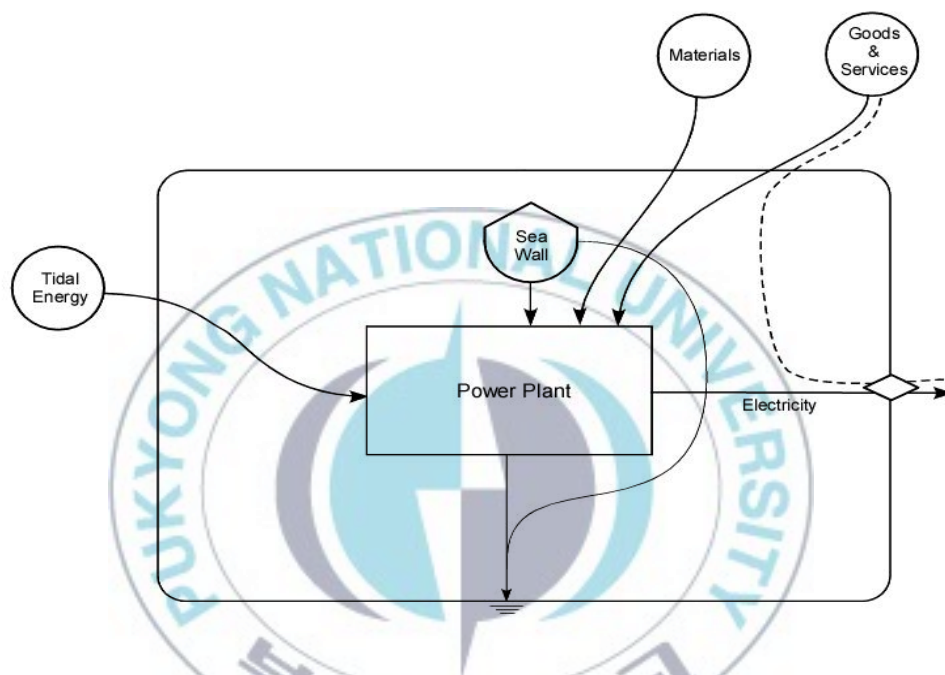 Goods
&
Services
Materials
Sea
Wall
Tidal
Energy
Power Plant
Electricity
PUKYONG NATIONAL UNIVERSITY